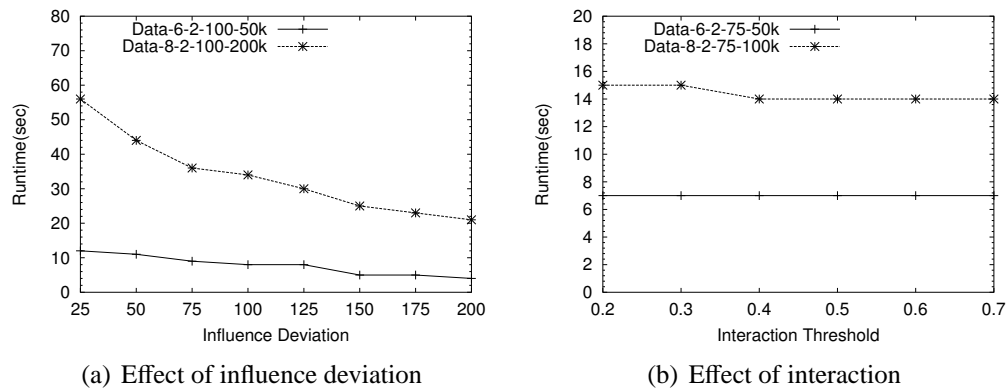 80
70
60
50
40
30
20
10
0
Runtime(sec)
Data-6-2-100-50k
Data-8-2-100-200k
25 50 75 100 125 150 175 200
Influence Deviation
(a) Effect of influence deviation
20
18
16
14
12
10
8
6
4
2
0
Runtime(sec)
Data-6-2-75-50k
Data-8-2-75-100k
0.2 0.3 0.4 0.5 0.6 0.7
Interaction Threshold
(b) Effect of interaction